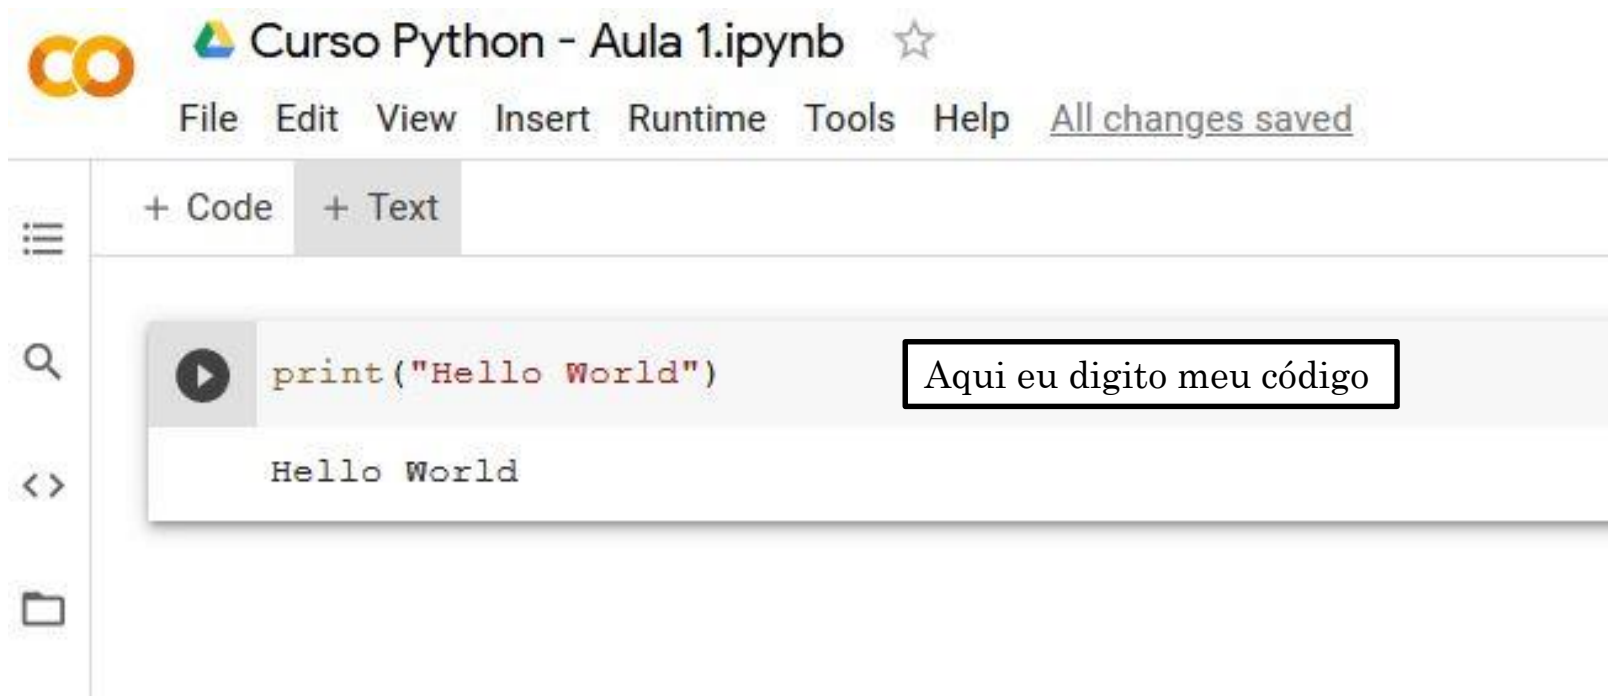 CO
Curso Python - Aula 1.ipynb
File Edit View Insert Runtime Tools Help All changes saved
+ Code + Text
print("Hello World") Aqui eu digito meu código
Hello World